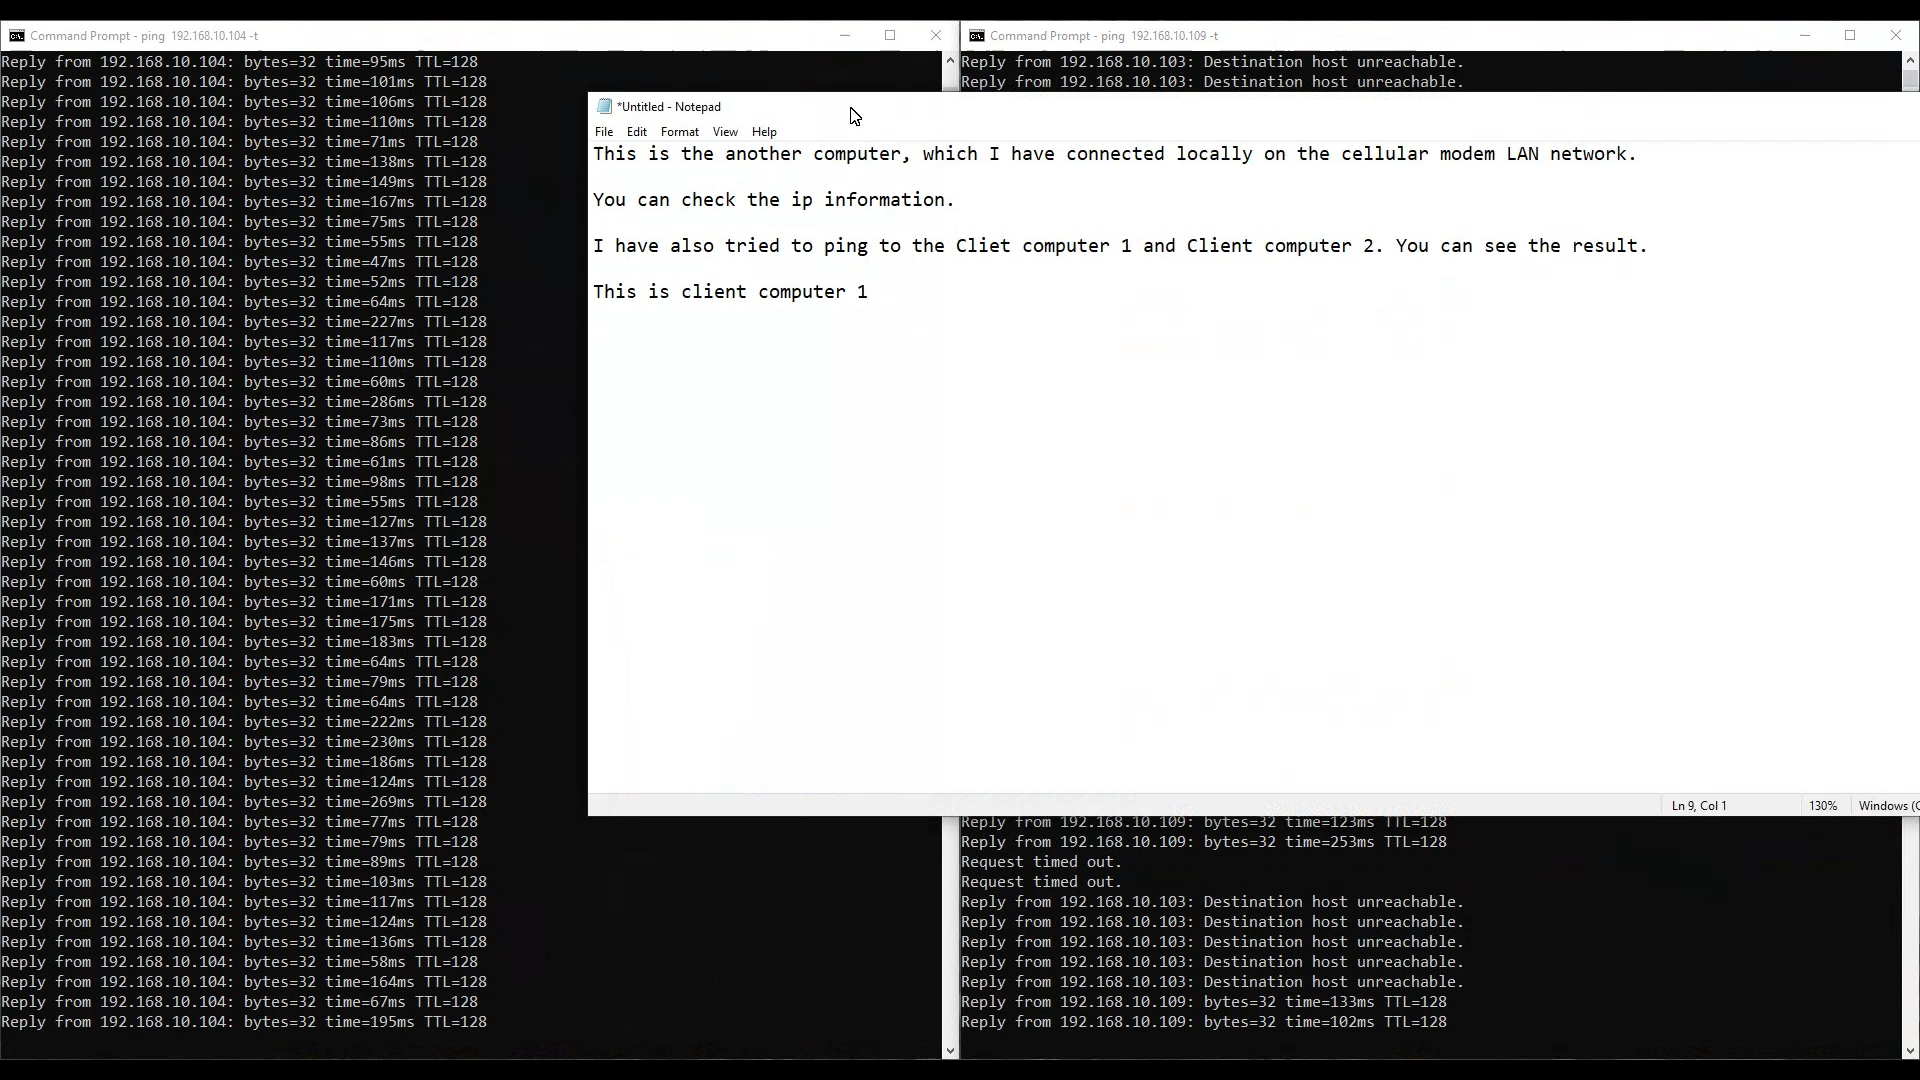 Command Prompt - ping 192.168.10.104 -t
Reply from 192.168.10.104: bytes=32 time=95ms TTL=128
Reply from 192.168.10.104: bytes=32 time=101ms TTL=128
Reply from 192.168.10.104: bytes=32 time=106ms TTL=128
Reply from 192.168.10.104: bytes=32 time=110ms TTL=128
Reply from 192.168.10.104: bytes=32 time=71ms TTL=128
Reply from 192.168.10.104: bytes=32 time=138ms TTL=128
Reply from 192.168.10.104: bytes=32 time=149ms TTL=128
Reply from 192.168.10.104: bytes=32 time=167ms TTL=128
Reply from 192.168.10.104: bytes=32 time=75ms TTL=128
Reply from 192.168.10.104: bytes=32 time=55ms TTL=128
Reply from 192.168.10.104: bytes=32 time=47ms TTL=128
Reply from 192.168.10.104: bytes=32 time=52ms TTL=128
Reply from 192.168.10.104: bytes=32 time=64ms TTL=128
Reply from 192.168.10.104: bytes=32 time=227ms TTL=128
Reply from 192.168.10.104: bytes=32 time=117ms TTL=128
Reply from 192.168.10.104: bytes=32 time=110ms TTL=128
Reply from 192.168.10.104: bytes=32 time=60ms TTL=128
Reply from 192.168.10.104: bytes=32 time=286ms TTL=128
Reply from 192.168.10.104: bytes=32 time=73ms TTL=128
Reply from 192.168.10.104: bytes=32 time=86ms TTL=128
Reply from 192.168.10.104: bytes=32 time=61ms TTL=128
Reply from 192.168.10.104: bytes=32 time=98ms TTL=128
Reply from 192.168.10.104: bytes=32 time=55ms TTL=128
Reply from 192.168.10.104: bytes=32 time=127ms TTL=128
Reply from 192.168.10.104: bytes=32 time=137ms TTL=128
Reply from 192.168.10.104: bytes=32 time=146ms TTL=128
Reply from 192.168.10.104: bytes=32 time=60ms TTL=128
Reply from 192.168.10.104: bytes=32 time=171ms TTL=128
Reply from 192.168.10.104: bytes=32 time=175ms TTL=128
Reply from 192.168.10.104: bytes=32 time=183ms TTL=128
Reply from 192.168.10.104: bytes=32 time=64ms TTL=128
Reply from 192.168.10.104: bytes=32 time=79ms TTL=128
Reply from 192.168.10.104: bytes=32 time=64ms TTL=128
Reply from 192.168.10.104: bytes=32 time=222ms TTL=128
Reply from 192.168.10.104: bytes=32 time=230ms TTL=128
Reply from 192.168.10.104: bytes=32 time=186ms TTL=128
Reply from 192.168.10.104: bytes=32 time=124ms TTL=128
Reply from 192.168.10.104: bytes=32 time=269ms TTL=128
Reply from 192.168.10.104: bytes=32 time=77ms TTL=128
Reply from 192.168.10.104: bytes=32 time=79ms TTL=128
Reply from 192.168.10.104: bytes=32 time=89ms TTL=128
Reply from 192.168.10.104: bytes=32 time=103ms TTL=128
Reply from 192.168.10.104: bytes=32 time=117ms TTL=128
Reply from 192.168.10.104: bytes=32 time=124ms TTL=128
Reply from 192.168.10.104: bytes=32 time=136ms TTL=128
Reply from 192.168.10.104: bytes=32 time=58ms TTL=128
Reply from 192.168.10.104: bytes=32 time=164ms TTL=128
Reply from 192.168.10.104: bytes=32 time=67ms TTL=128
Reply from 192.168.10.104: bytes=32 time=195ms TTL=128
Command Prompt - ping 192.168.10.109 -t
Reply from 192.168.10.103: Destination host unreachable.
Reply from 192.168.10.103: Destination host unreachable.
*Untitled - Notepad
File Edit Format View Help
This is the another computer, which I have connected locally on the cellular modem LAN network.
You can check the ip information.
I have also tried to ping to the Cliet computer 1 and Client computer 2. You can see the result.
This is client computer 1
Ln 9, Col 1 130% Windows (C
Reply from 192.168.10.109: bytes=32 time=123ms TTL=128
Reply from 192.168.10.109: bytes=32 time=253ms TTL=128
Request timed out.
Request timed out.
Reply from 192.168.10.103: Destination host unreachable.
Reply from 192.168.10.103: Destination host unreachable.
Reply from 192.168.10.103: Destination host unreachable.
Reply from 192.168.10.103: Destination host unreachable.
Reply from 192.168.10.103: Destination host unreachable.
Reply from 192.168.10.109: bytes=32 time=133ms TTL=128
Reply from 192.168.10.109: bytes=32 time=102ms TTL=128